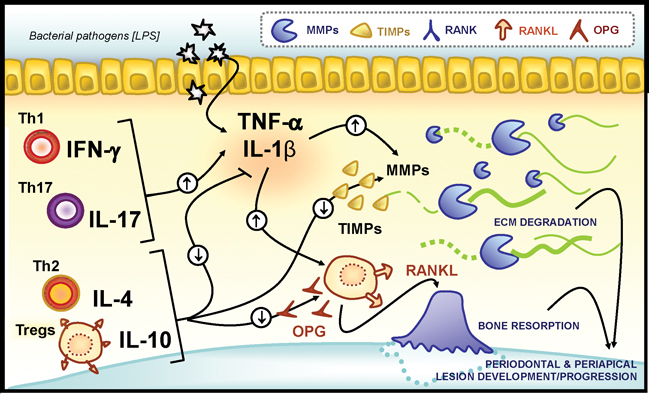 Bacterial pathogens [LPS]
MMPs TIMPs RANK RANKL OPG
Th1
IFN-γ
Th17
IL-17
Th2
IL-4
Tregs
IL-10
TNF-α
IL-1β
MMPs
TIMPs
ECM DEGRADATION
RANKL
OPG
BONE RESORPTION
PERIODONTAL & PERIAPICAL
LESION DEVELOPMENT/PROGRESSION